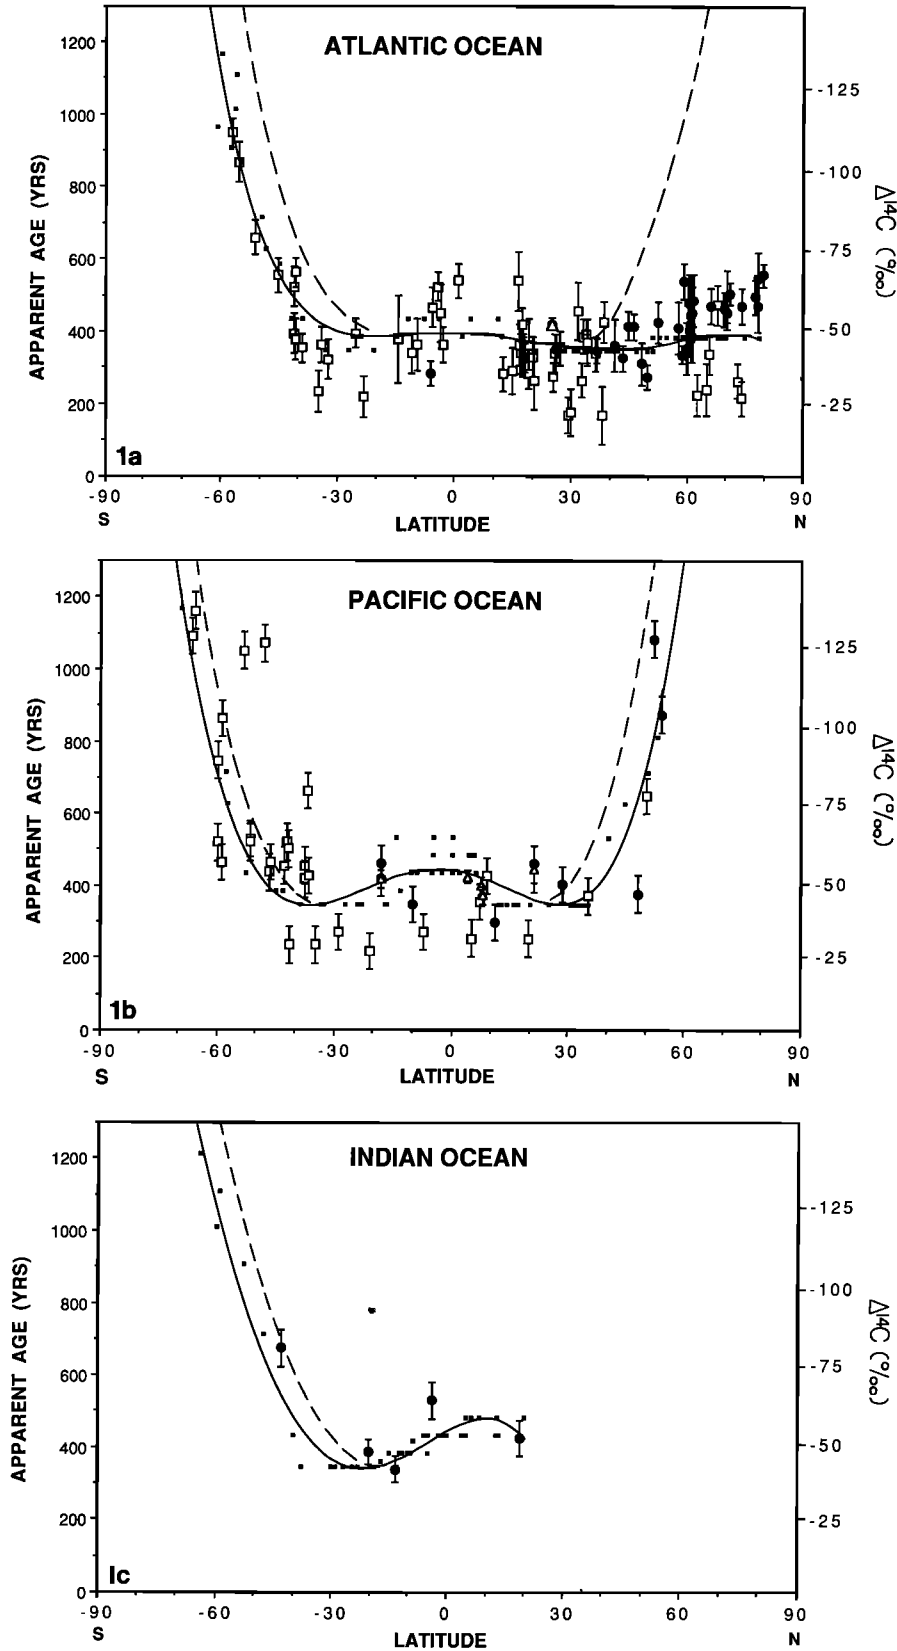 ATLANTIC OCEAN
1200
1000
800
600
400
200
0
APPARENT AGE (YRS)
-125
-100
-75
-50
-25
Δ14C (‰)
1a
-90 -60 -30 0 30 60 90
S LATITUDE N
PACIFIC OCEAN
1200
1000
800
600
400
200
0
APPARENT AGE (YRS)
-125
-100
-75
-50
-25
Δ14C (‰)
1b
-90 -60 -30 0 30 60 90
S LATITUDE N
INDIAN OCEAN
1200
1000
800
600
400
200
0
APPARENT AGE (YRS)
-125
-100
-75
-50
-25
Δ14C (‰)
Ic
-90 -60 -30 0 30 60 90
S LATITUDE N